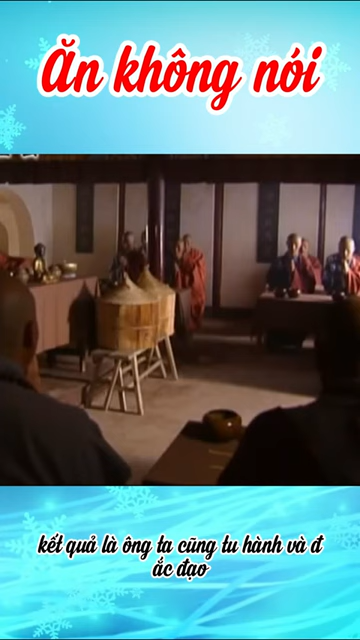 Ăn không nói
kết quả là ông ta cũng tu hành và đ
ắc đạo